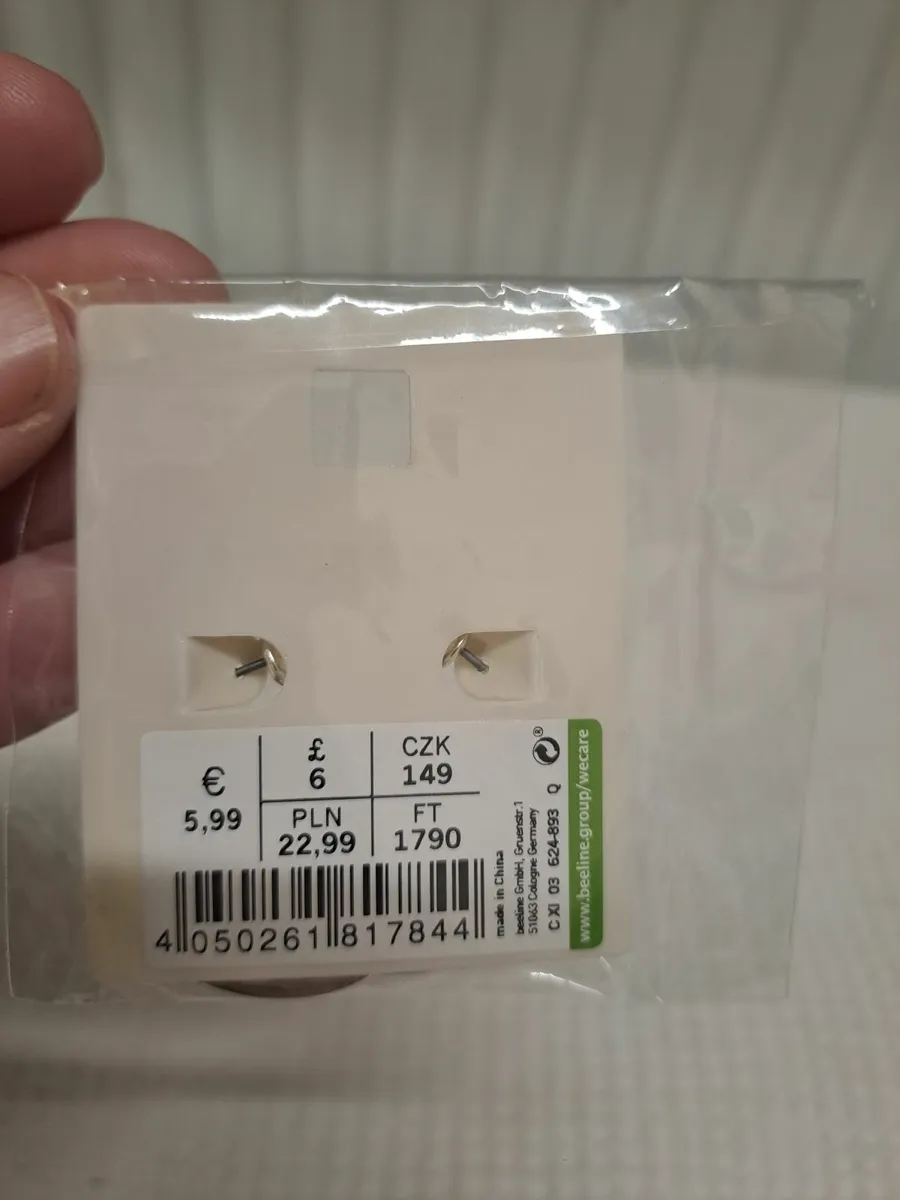 €
5,99
£
6
CZK
149
PLN
22,99
FT
1790
4 050261 817844
made in China
beeline GmbH, Gruenstr.1
51063 Cologne Germany
C XI 03 624-893 Q
®
www.beeline.group/wecare